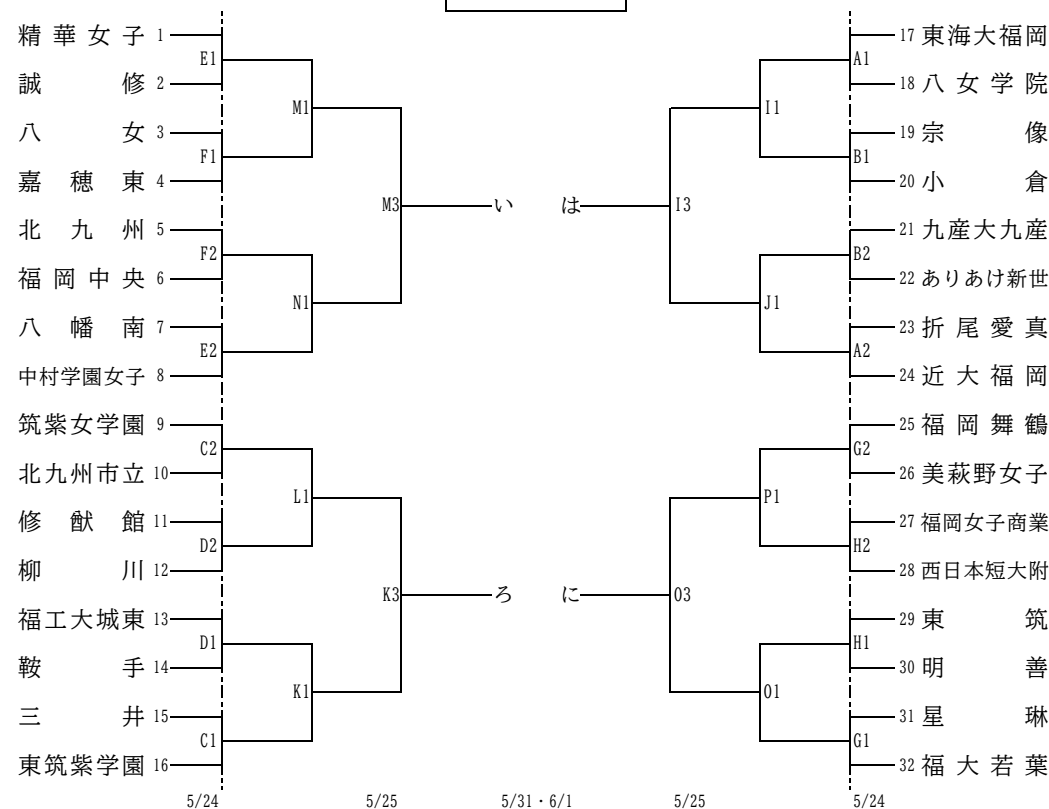 精華女子 1
E1
誠修 2
M1
八女 3
F1
嘉穂東 4
M3 い
北九州 5
F2
福岡中央 6
N1
八幡南 7
E2
中村学園女子 8
筑紫女学園 9
C2
北九州市立 10
L1
修猷館 11
D2
柳川 12
K3 ろ
福工大城東 13
D1
鞍手 14
K1
三井 15
C1
東筑紫学園 16
17 東海大福岡
A1
18 八女学院
I1
19 宗像
B1
20 小倉
は I3
21 九産大九産
B2
22 ありあけ新世
J1
23 折尾愛真
A2
24 近大福岡
25 福岡舞鶴
G2
26 美萩野女子
P1
27 福岡女子商業
H2
28 西日本短大附
に O3
29 東筑
H1
30 明善
O1
31 星琳
G1
32 福大若葉
5/24 5/25 5/31・6/1 5/25 5/24